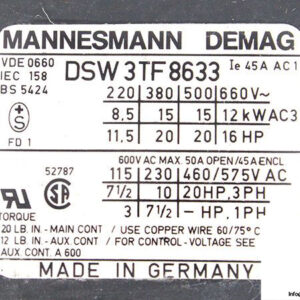 MANNESMANN DEMAG
VDE 0660
IEC 158
BS 5424
DSW 3TF8633
Ie 45A AC1
220 380 500 660V~
8,5 15 15 12 kW AC3
11,5 20 20 16 HP
S
FD 1
600V AC MAX. 50A OPEN/45A ENCL
52787
115 230 460/575V AC
7½ 10 20HP, 3PH
3 7½ - HP, 1PH
TORQUE
20 LB. IN - MAIN CONT / USE COPPER WIRE 60/75°C
12 LB. IN - AUX. CONT / FOR CONTROL - VOLTAGE SEE
AUX. CONT. A 600
MADE IN GERMANY